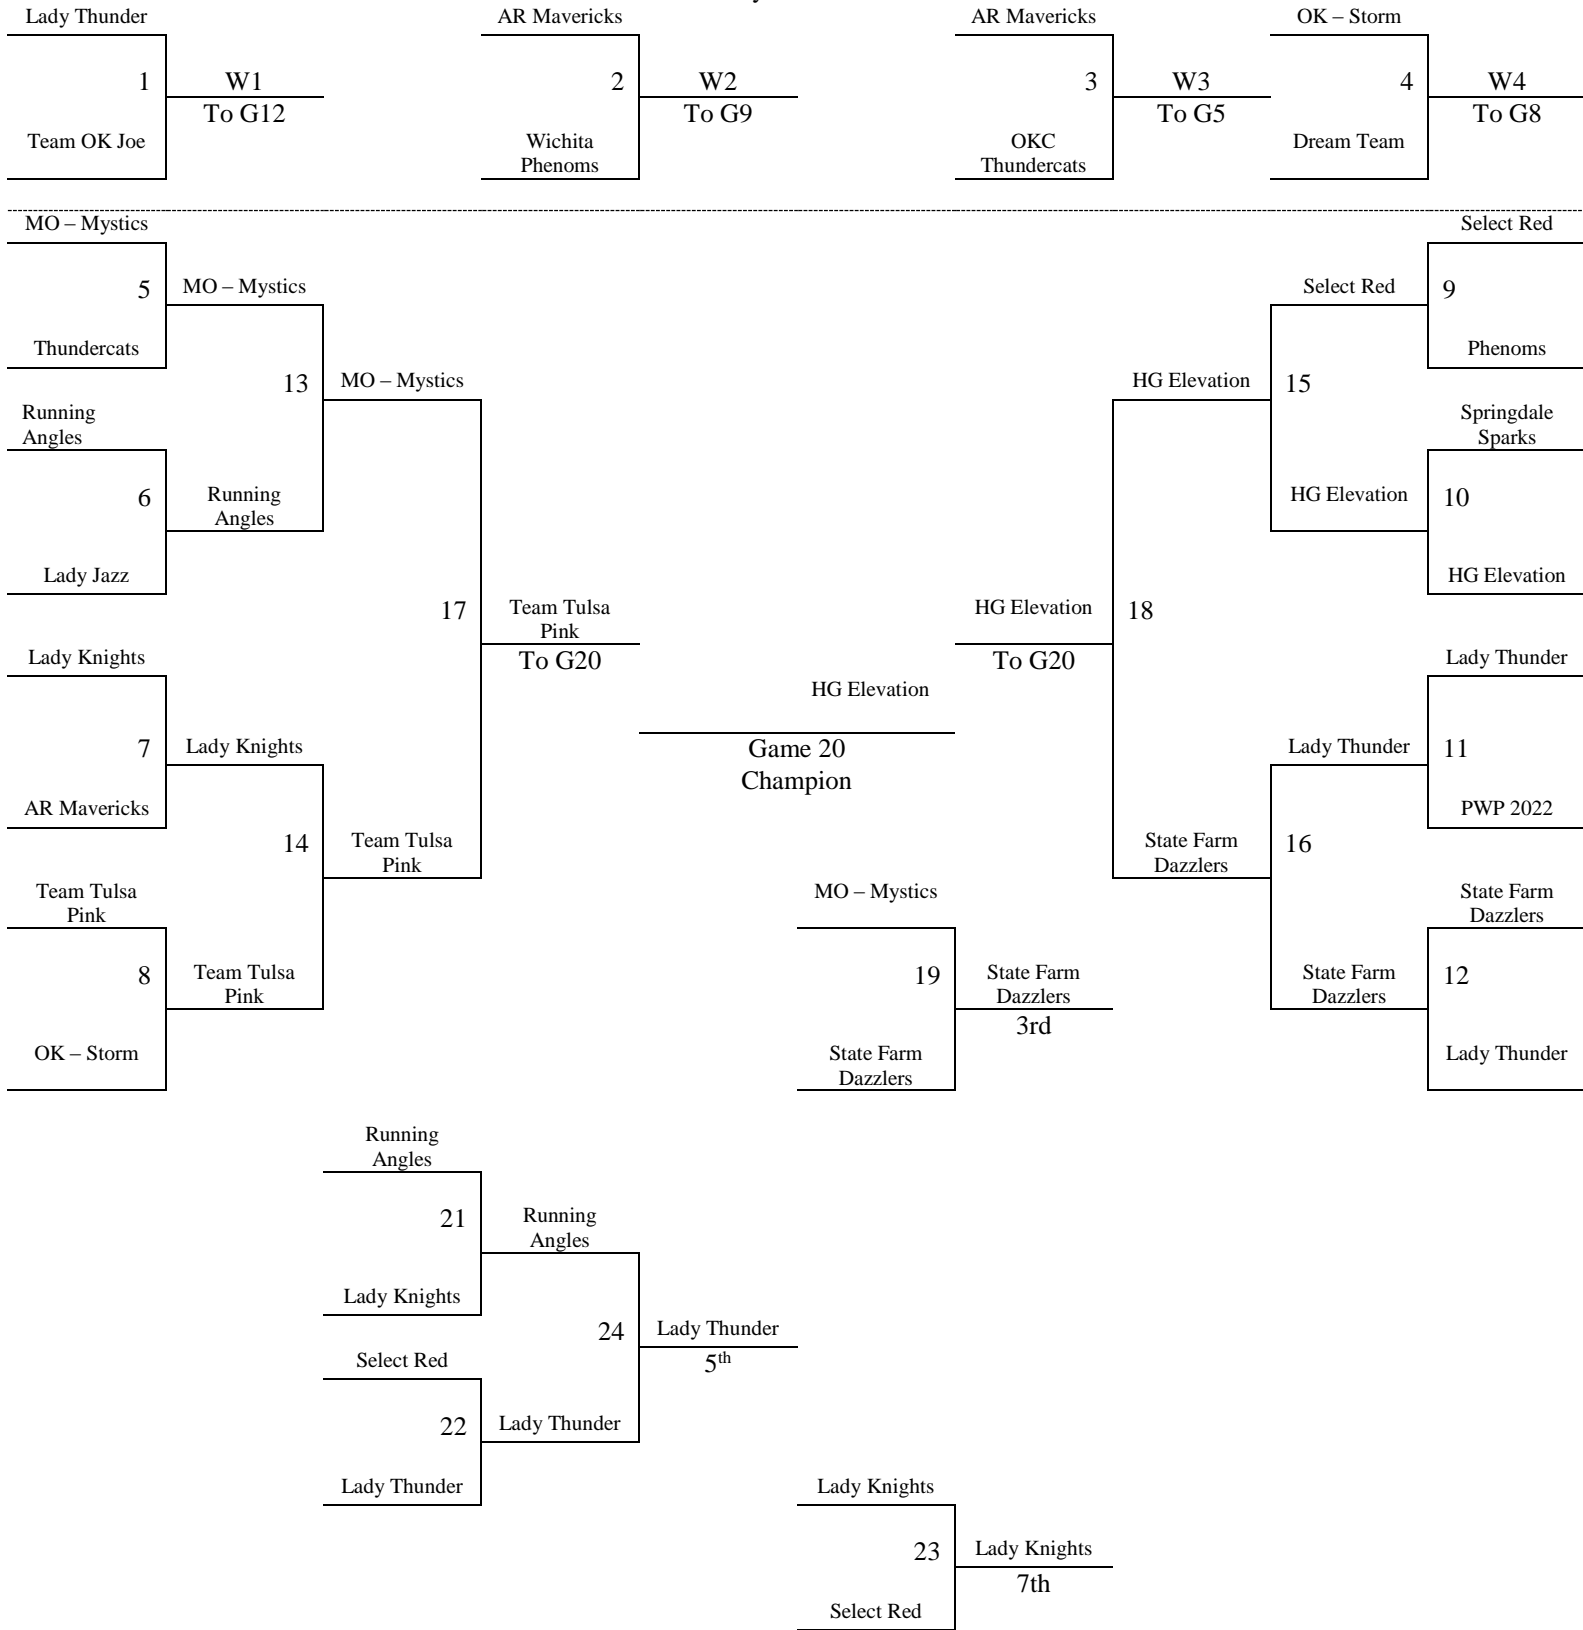 Lady Thunder
AR Mavericks
AR Mavericks
OK – Storm
1
W1
2
W2
3
W3
4
W4
To G12
To G9
To G5
To G8
Team OK Joe
Wichita
Phenoms
OKC
Thundercats
Dream Team
MO – Mystics
Select Red
5
MO – Mystics
Select Red
9
Thundercats
Phenoms
13
MO – Mystics
HG Elevation
15
Running
Angles
Springdale
Sparks
6
Running
Angles
HG Elevation
10
Lady Jazz
HG Elevation
17
Team Tulsa
Pink
To G20
HG Elevation
To G20
18
Lady Knights
Lady Thunder
HG Elevation
7
Lady Knights
Game 20
Champion
Lady Thunder
11
AR Mavericks
PWP 2022
14
Team Tulsa
Pink
State Farm
Dazzlers
16
Team Tulsa
Pink
MO – Mystics
State Farm
Dazzlers
8
Team Tulsa
Pink
19
State Farm
Dazzlers
3rd
State Farm
Dazzlers
12
OK – Storm
State Farm
Dazzlers
Lady Thunder
Running
Angles
21
Running
Angles
Lady Knights
24
Lady Thunder
5th
Select Red
22
Lady Thunder
Lady Thunder
Lady Knights
23
Lady Knights
7th
Select Red